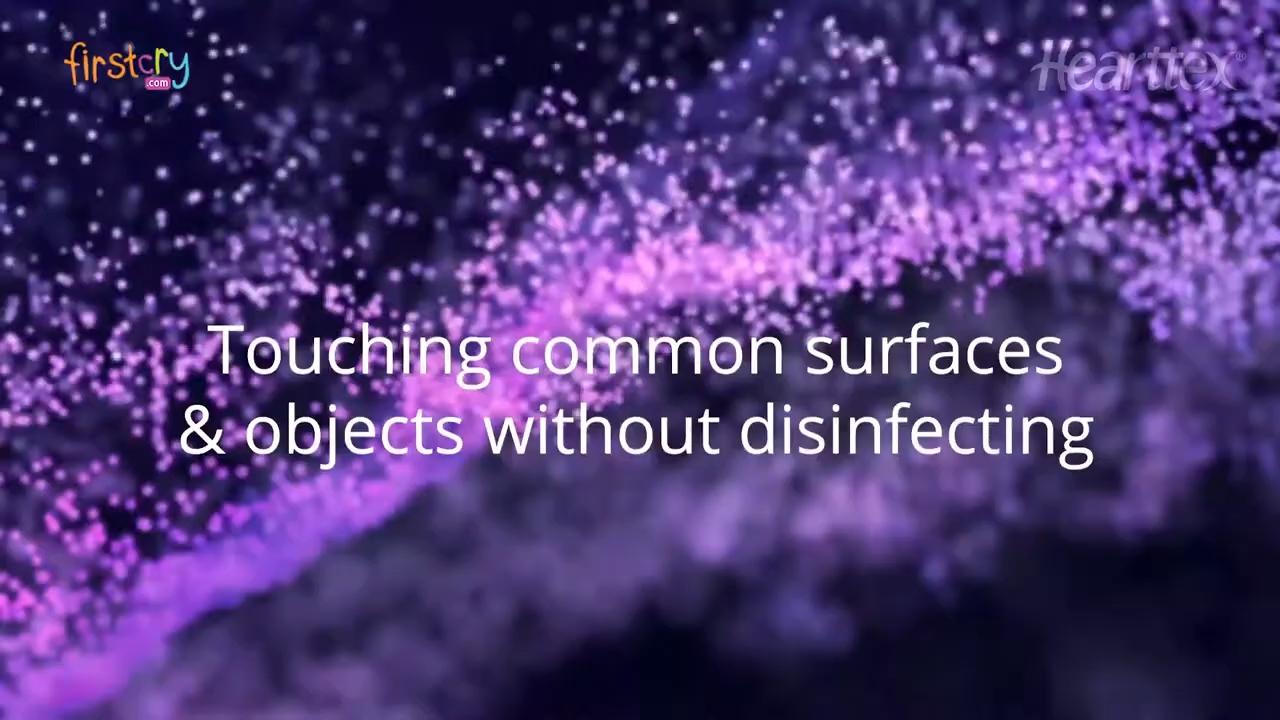 firstcry
.com
Hearttex®
Touching common surfaces
& objects without disinfecting